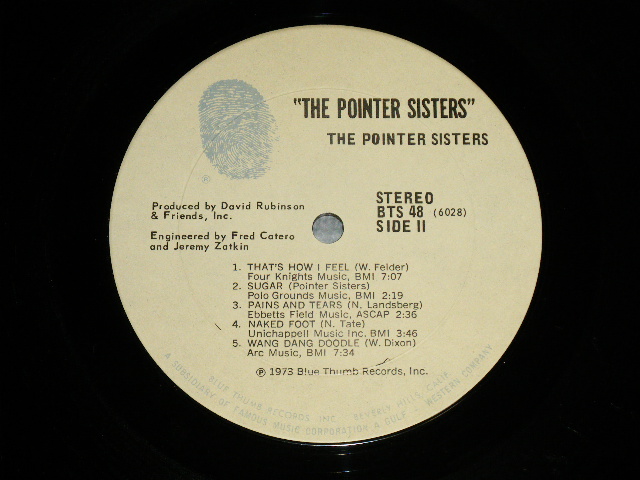 "THE POINTER SISTERS"
THE POINTER SISTERS
®
Produced by David Rubinson
& Friends, Inc.
Engineered by Fred Catero
and Jeremy Zatkin
STEREO
BTS 48 (6028)
SIDE II
1. THAT'S HOW I FEEL (W. Felder)
Four Knights Music, BMI 7:07
2. SUGAR (Pointer Sisters)
Polo Grounds Music, BMI 2:19
3. PAINS AND TEARS (N. Landsberg)
Ebbetts Field Music, ASCAP 2:36
4. NAKED FOOT (N. Tate)
Unichappell Music Inc. BMI 3:46
5. WANG DANG DOODLE (W. Dixon)
Arc Music, BMI 7:34
℗ 1973 Blue Thumb Records, Inc.
BLUE THUMB RECORDS INC. BEVERLY HILLS, CALIF.
A SUBSIDIARY OF FAMOUS MUSIC CORPORATION A GULF + WESTERN COMPANY